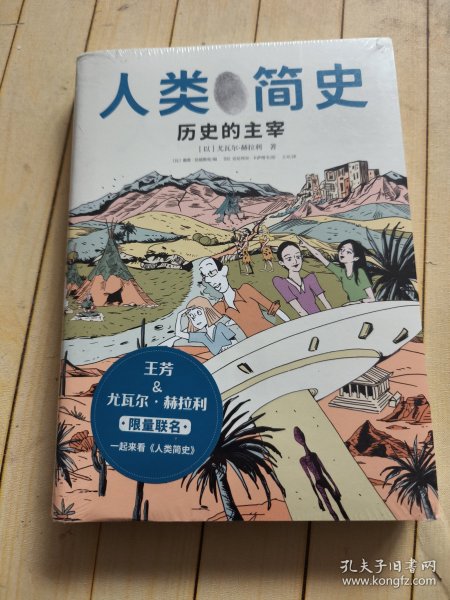 人类简史
历史的主宰
[以]尤瓦尔·赫拉利 著
王芳
&
尤瓦尔·赫拉利
限量联名
一起来看《人类简史》
孔夫子旧书网
www.kongfz.com